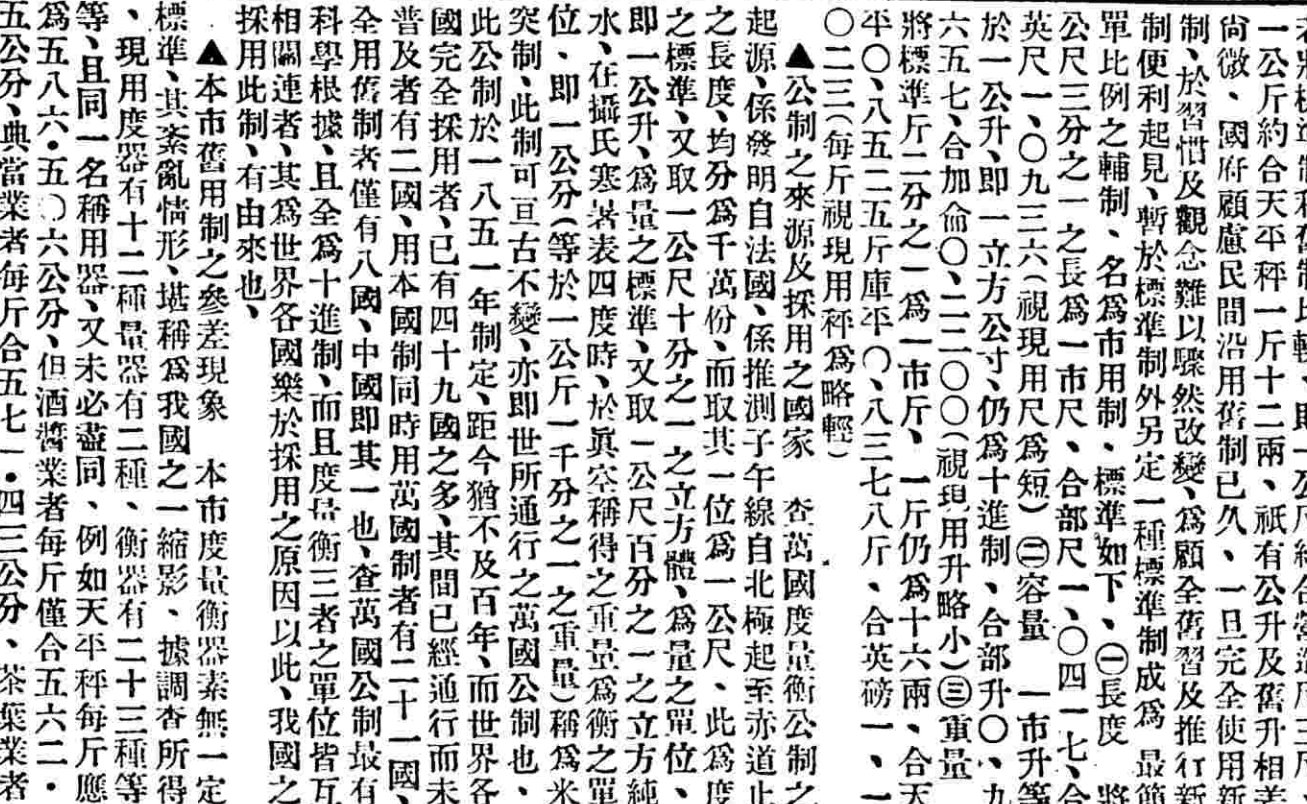 一公斤約合天平秤一斤十二兩、祇有公升及舊升相差
尙微、國府顧慮民間沿用舊制已久、一旦完全使用新
制、於習慣及觀念難以驟然改變、爲顧全舊習及推行新
制便利起見、暫於標準制外另定一種標準制成爲最簡
單比例之輔制、名爲市用制、標準如下、㊀長度 將
公尺三分之一之長爲一市尺、合部尺一、〇四一七、合
英尺一、〇九三六(視現用尺爲短)㊁容量 一市升等
於一公升、即一立方公寸、仍爲十進制、合部升〇、九
六五七、合加侖〇、二二〇〇(視現用升略小)㊂重量
將標準斤二分之一爲一市斤、一斤仍爲十六兩、合天
平〇、八五二五斤庫平〇、八三七八斤、合英磅一、一
〇二三(每斤視現用秤爲略輕)
▲公制之來源及採用之國家 查萬國度量衡公制之
起源、係發明自法國、係推測子午線自北極起至赤道止
之長度、均分爲千萬份、而取其一位爲一公尺、此爲度
之標準、又取一公尺十分之一之立方體、爲量之單位、
即一公升、爲量之標準、又取一公尺百分之一之立方純
水、在攝氏寒暑表四度時、於眞空稱得之重量爲衡之單
位、即一公分(等於一公斤一千分之一之重量)稱爲米
突制、此制可亘古不變、亦即世所通行之萬國公制也、
此公制於一八五一年制定、距今猶不及百年、而世界各
國完全採用者、已有四十九國之多、其間已經通行而未
普及者有二國、用本國制同時用萬國制者有二十一國、
全用舊制者僅有八國、中國即其一也、查萬國公制最有
科學根據、且全爲十進制、而且度量衡三者之單位皆互
相關連者、其爲世界各國樂於採用之原因以此、我國之
採用此制、有由來也、
▲本市舊用制之參差現象 本市度量衡器素無一定
標準、其紊亂情形、堪稱爲我國之一縮影、據調查所得
、現用度器有十二種量器有二種、衡器有二十三種等
等、且同一名稱用器、又未必盡同、例如天平秤每斤應
爲五八六·五〇六公分、但酒醬業者每斤僅合五六二·
五公分、典當業者每斤合五七一·四三公分、茶葉業者